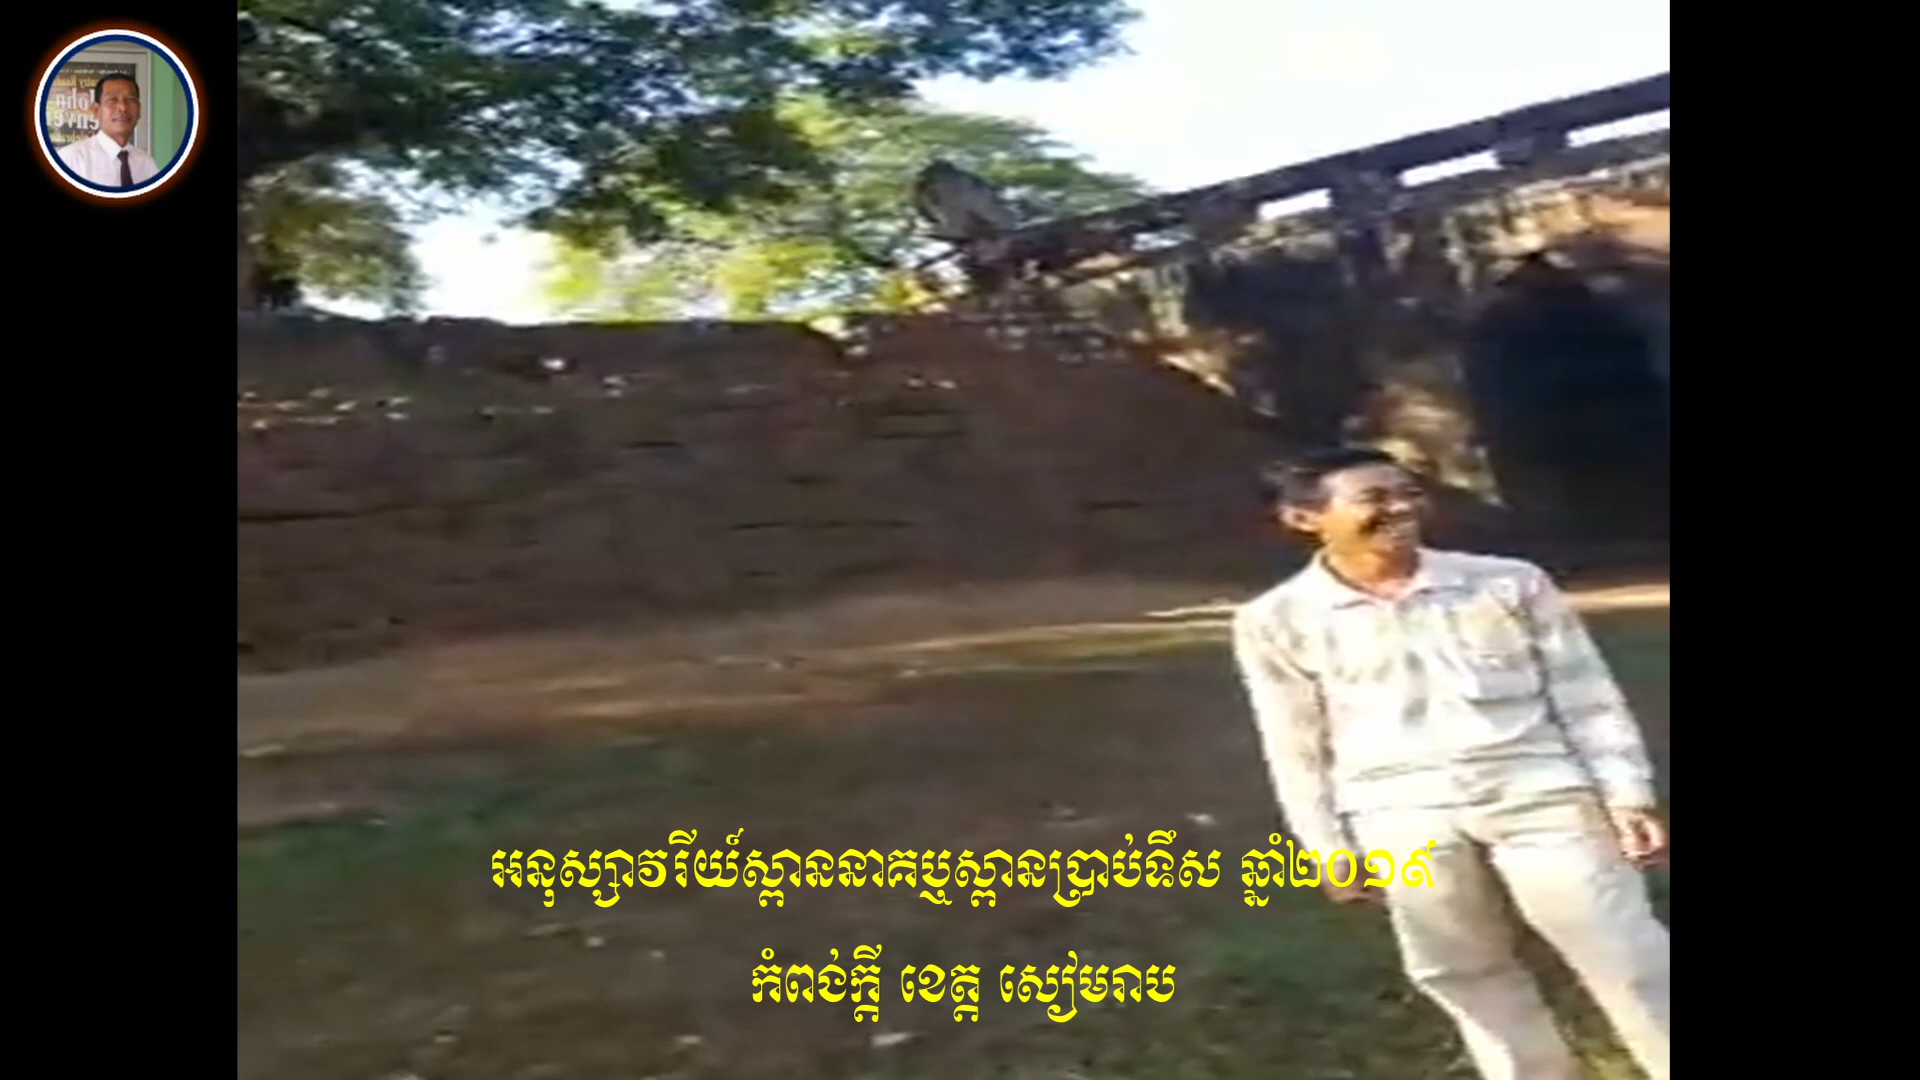 អនុស្សាវរីយ៍ស្ពាននាគឬស្ពានប្រាប់ទឹស ឆ្នាំ២០១៩
កំពង់ក្ដី ខេត្ត សៀមរាប